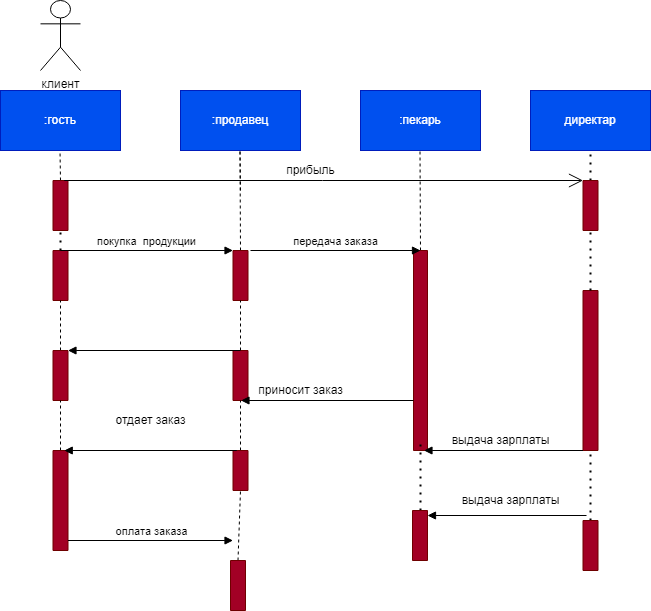 клиент
:гость
:продавец
:пекарь
директар
прибыль
покупка продукции
передача заказа
приносит заказ
отдает заказ
выдача зарплаты
выдача зарплаты
оплата заказа